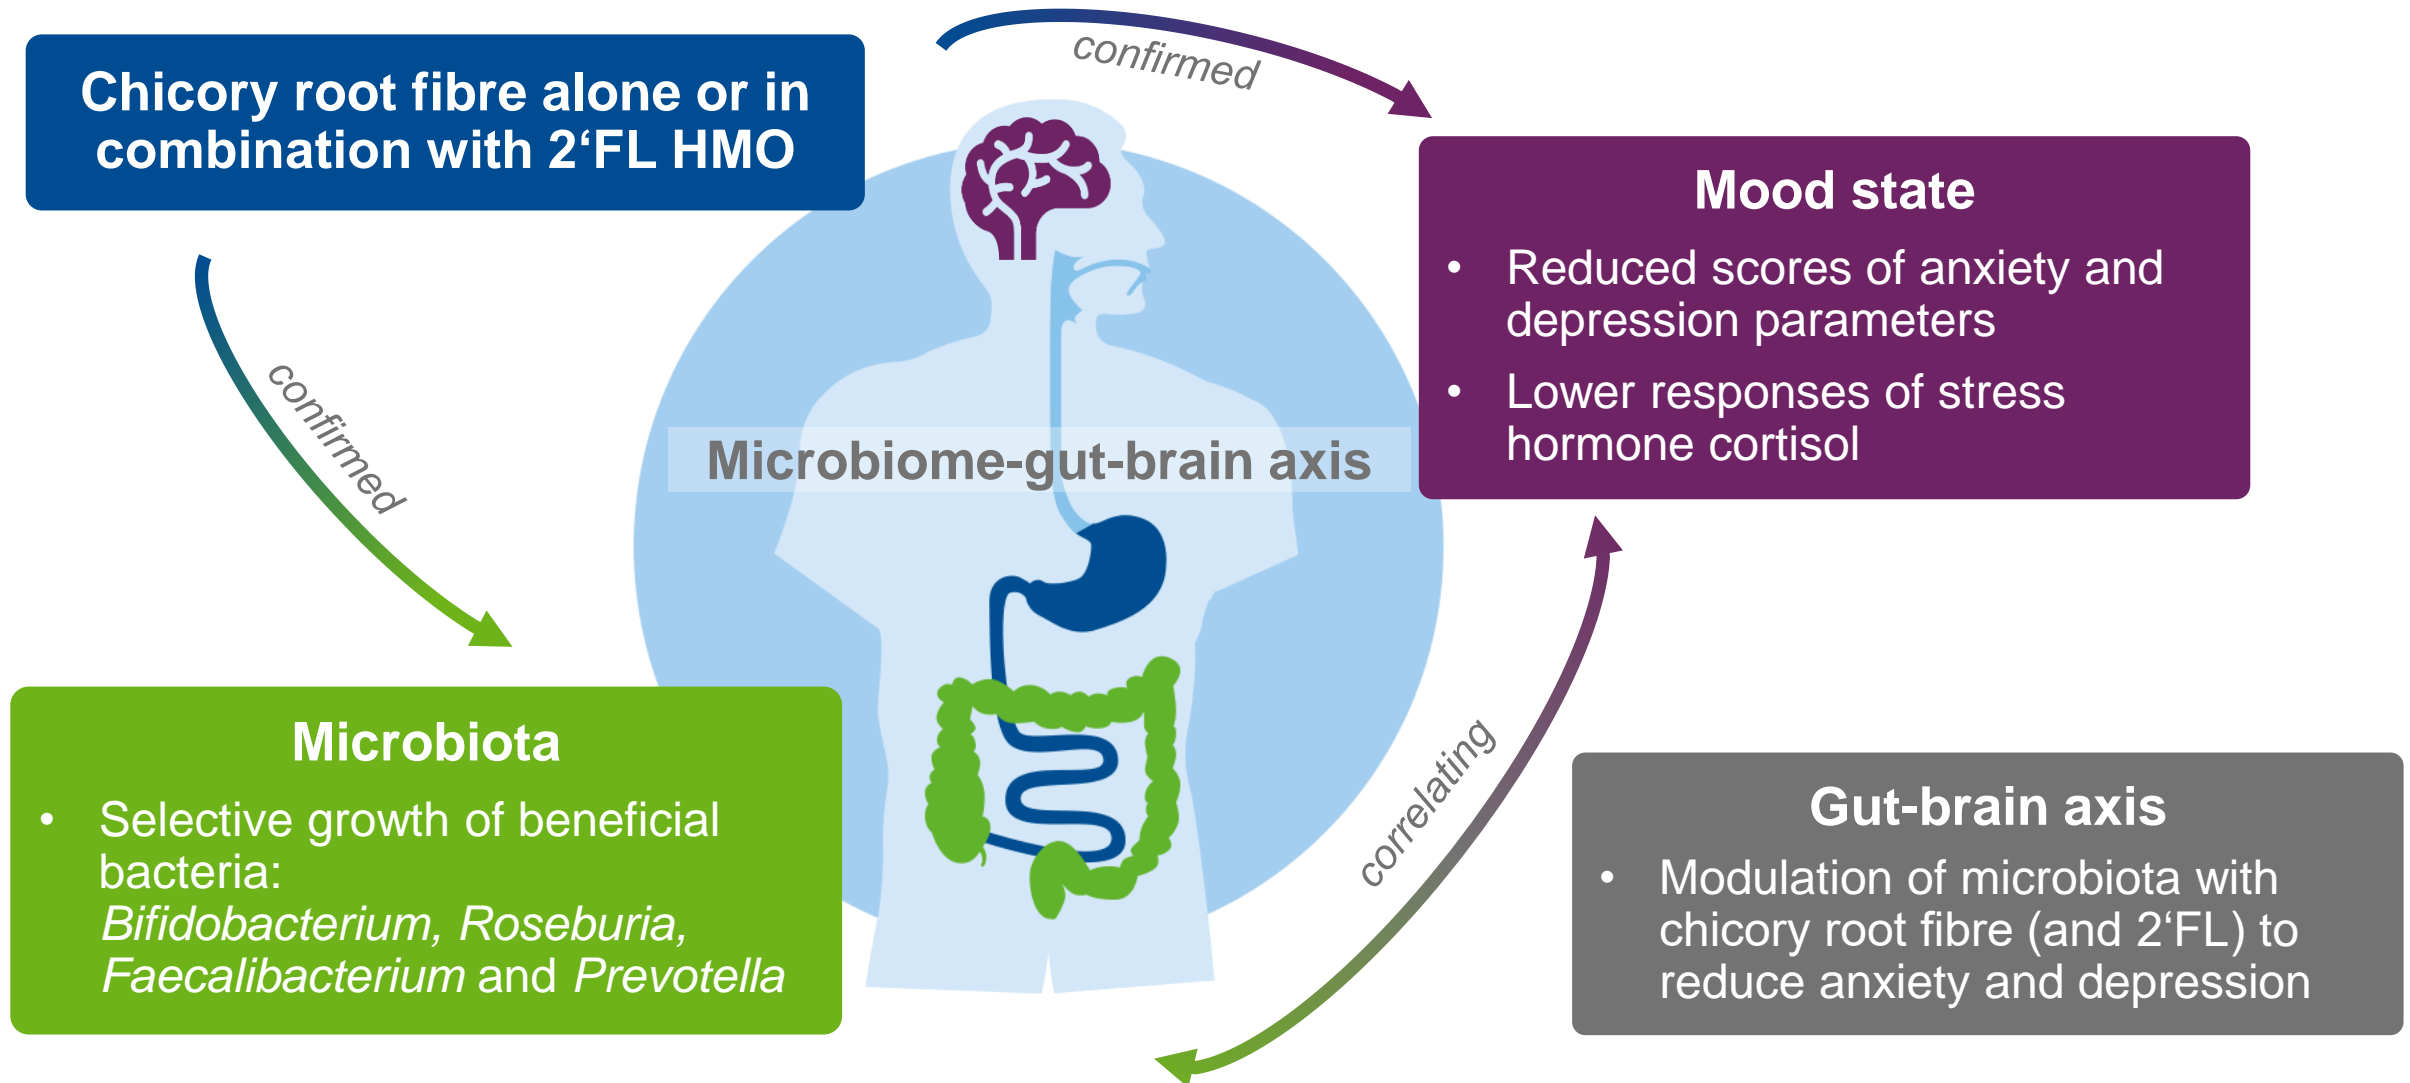 Chicory root fibre alone or in
combination with 2‘FL HMO
confirmed
Mood state
• Reduced scores of anxiety and
depression parameters
• Lower responses of stress
hormone cortisol
confirmed
Microbiome-gut-brain axis
Microbiota
• Selective growth of beneficial
bacteria:
Bifidobacterium, Roseburia,
Faecalibacterium and Prevotella
correlating
Gut-brain axis
• Modulation of microbiota with
chicory root fibre (and 2‘FL) to
reduce anxiety and depression